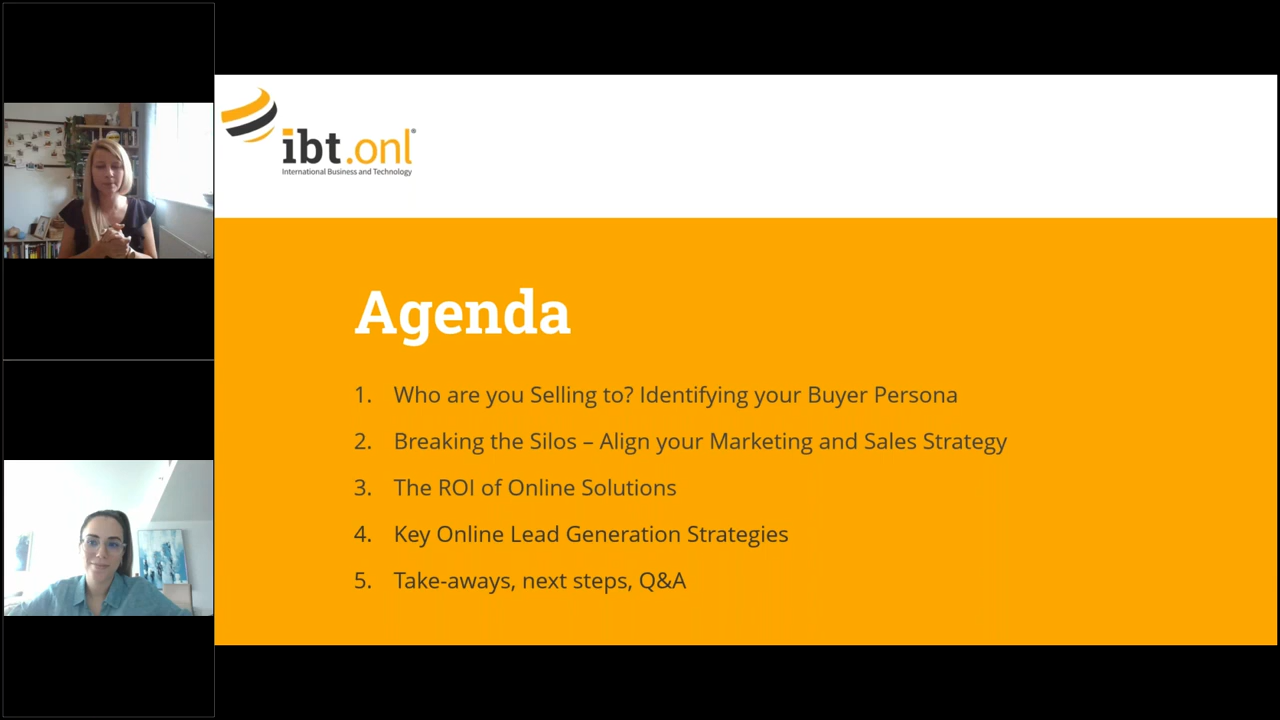 ibt.onl®
International Business and Technology
Agenda
1. Who are you Selling to? Identifying your Buyer Persona
2. Breaking the Silos – Align your Marketing and Sales Strategy
3. The ROI of Online Solutions
4. Key Online Lead Generation Strategies
5. Take-aways, next steps, Q&A